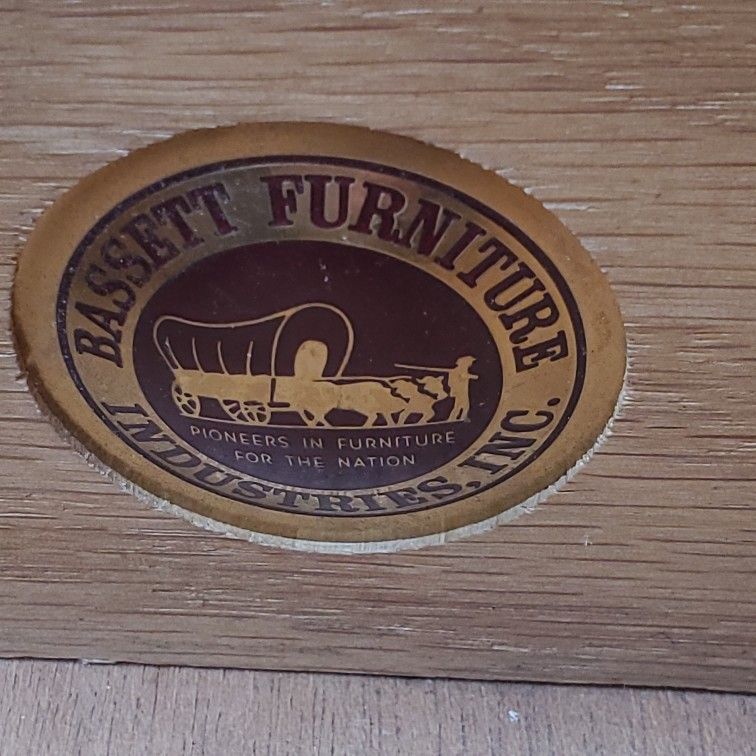 BASSETT FURNITURE
INDUSTRIES, INC.
PIONEERS IN FURNITURE
FOR THE NATION